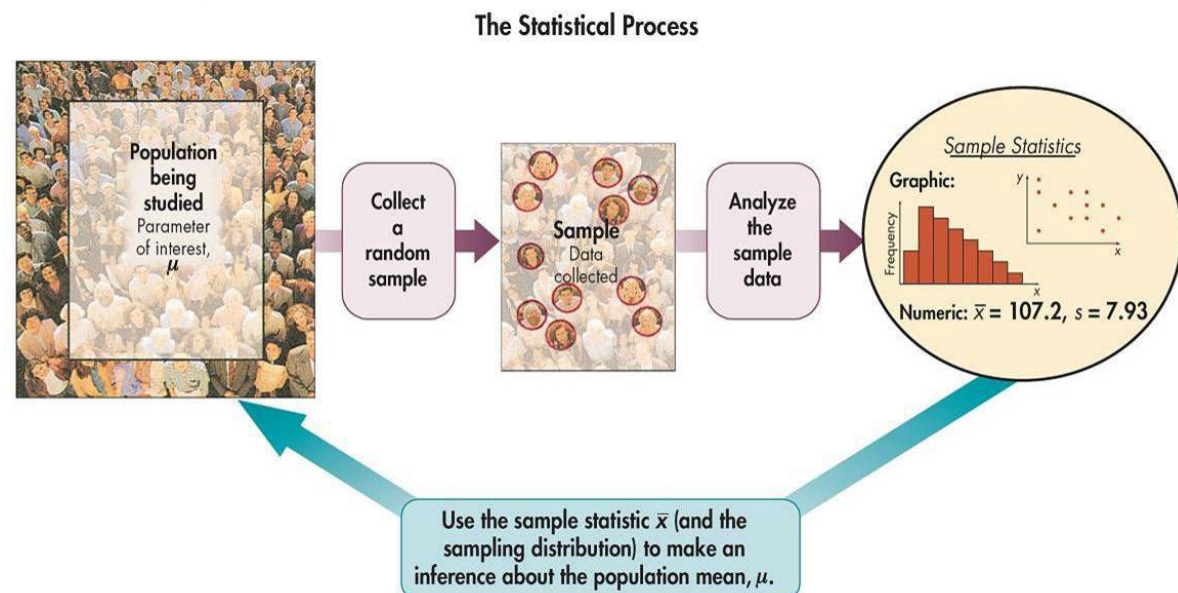 The Statistical Process
Population
being
studied
Parameter
of interest,
μ
Collect
a
random
sample
Sample
Data
collected
Analyze
the
sample
data
Sample Statistics
Graphic:
y
x
Frequency
x
Numeric: x̄ = 107.2, s = 7.93
Use the sample statistic x̄ (and the
sampling distribution) to make an
inference about the population mean, μ.